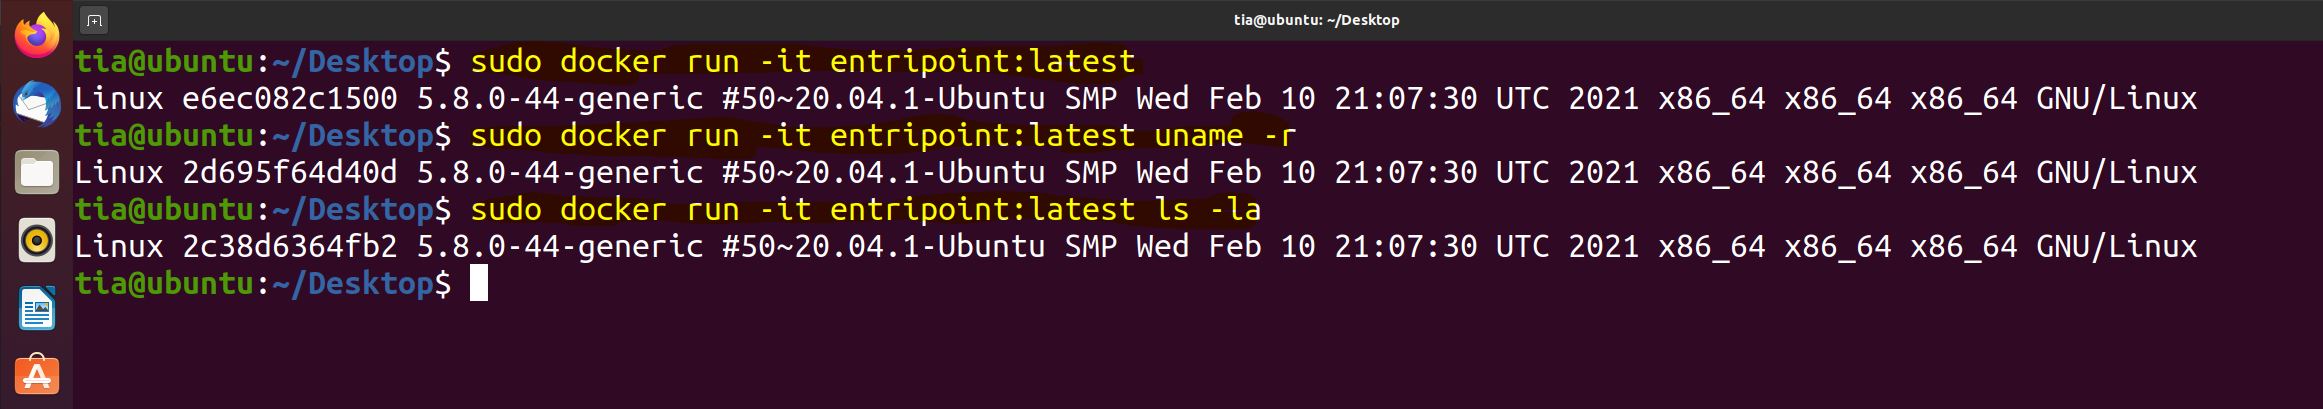 tia@ubuntu: ~/Desktop
tia@ubuntu:~/Desktop$ sudo docker run -it entripoint:latest
Linux e6ec082c1500 5.8.0-44-generic #50~20.04.1-Ubuntu SMP Wed Feb 10 21:07:30 UTC 2021 x86_64 x86_64 x86_64 GNU/Linux
tia@ubuntu:~/Desktop$ sudo docker run -it entripoint:latest uname -r
Linux 2d695f64d40d 5.8.0-44-generic #50~20.04.1-Ubuntu SMP Wed Feb 10 21:07:30 UTC 2021 x86_64 x86_64 x86_64 GNU/Linux
tia@ubuntu:~/Desktop$ sudo docker run -it entripoint:latest ls -la
Linux 2c38d6364fb2 5.8.0-44-generic #50~20.04.1-Ubuntu SMP Wed Feb 10 21:07:30 UTC 2021 x86_64 x86_64 x86_64 GNU/Linux
tia@ubuntu:~/Desktop$